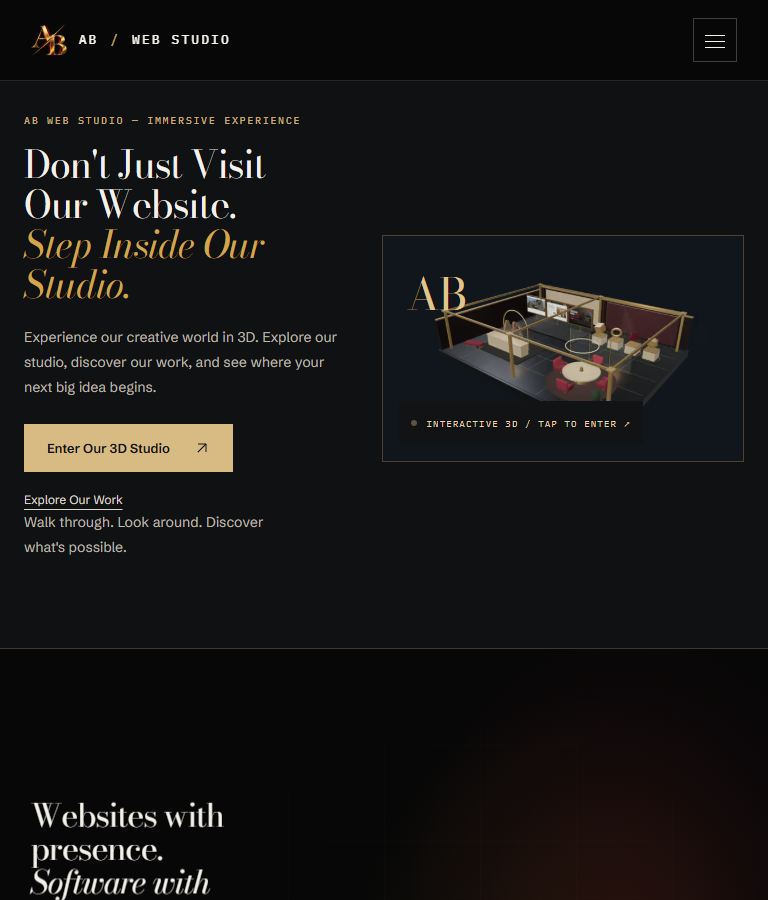 AB
AB / WEB STUDIO
AB WEB STUDIO — IMMERSIVE EXPERIENCE
Don't Just Visit
Our Website.
Step Inside Our
Studio.
Experience our creative world in 3D. Explore our
studio, discover our work, and see where your
next big idea begins.
Enter Our 3D Studio
Explore Our Work
Walk through. Look around. Discover
what's possible.
AB
INTERACTIVE 3D / TAP TO ENTER ↗
Websites with
presence.
Software with